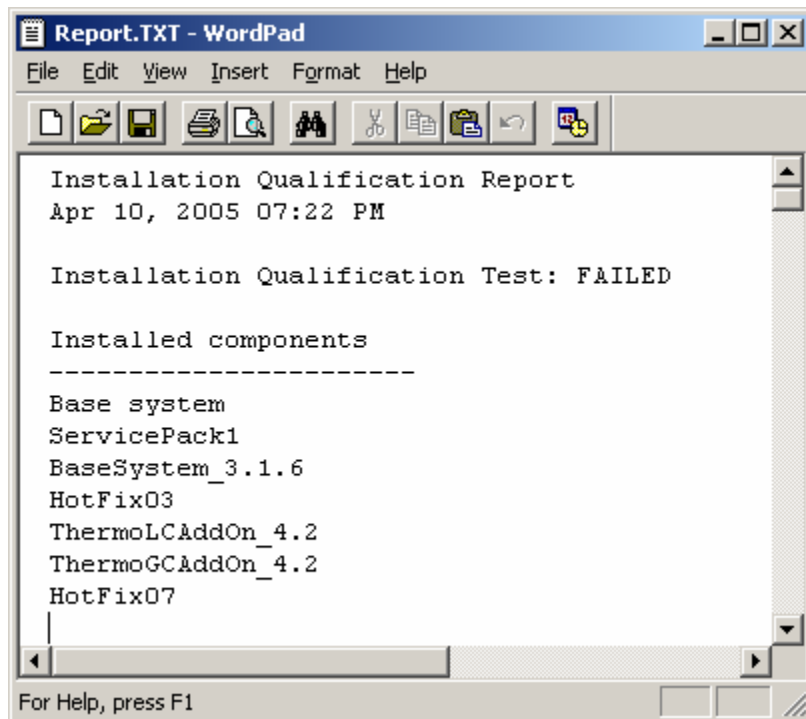 Report.TXT - WordPad
File Edit View Insert Format Help
Installation Qualification Report
Apr 10, 2005 07:22 PM
Installation Qualification Test: FAILED
Installed components
-----------------------
Base system
ServicePack1
BaseSystem_3.1.6
HotFix03
ThermoLCAddOn_4.2
ThermoGCAddOn_4.2
HotFix07
For Help, press F1